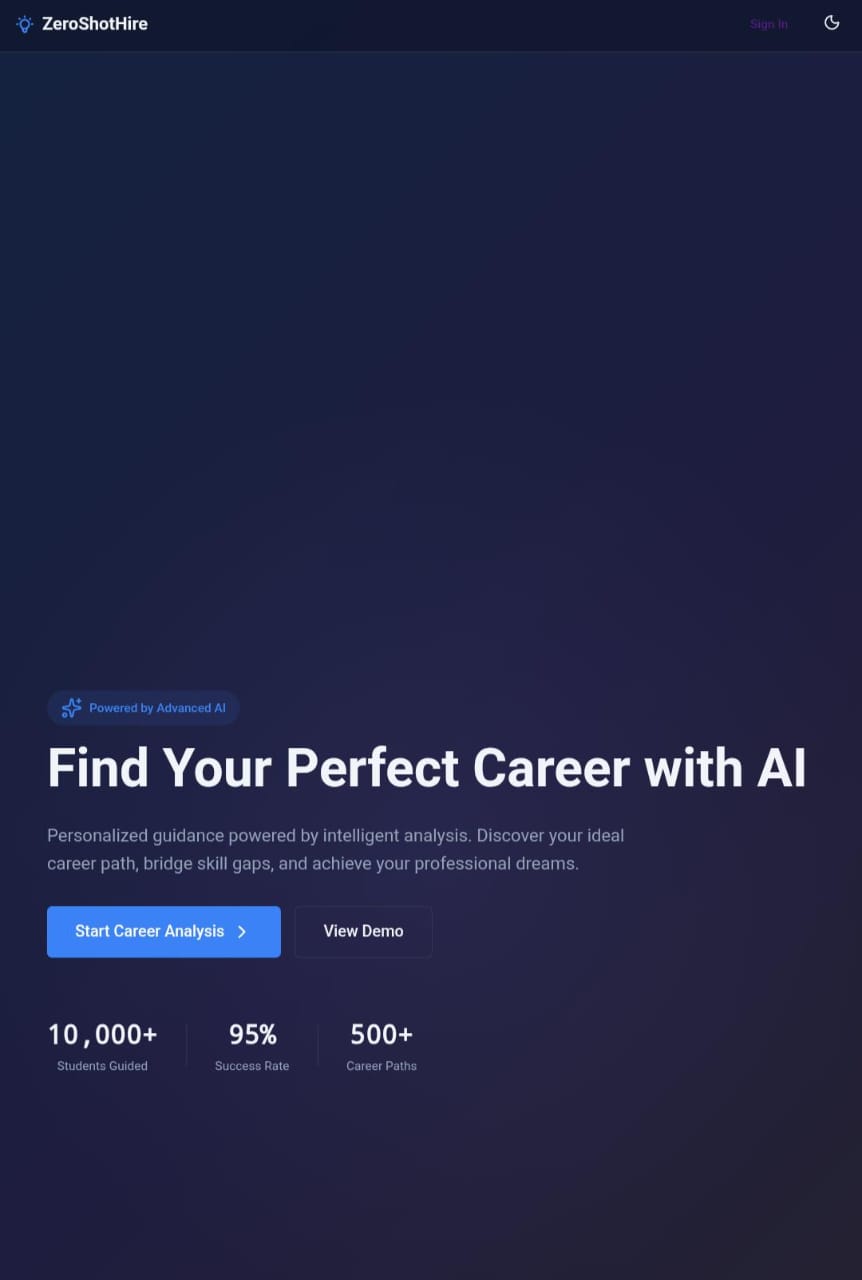 ZeroShotHire
Sign In
Powered by Advanced AI
Find Your Perfect Career with AI
Personalized guidance powered by intelligent analysis. Discover your ideal
career path, bridge skill gaps, and achieve your professional dreams.
Start Career Analysis
View Demo
10,000+
95%
500+
Students Guided
Success Rate
Career Paths